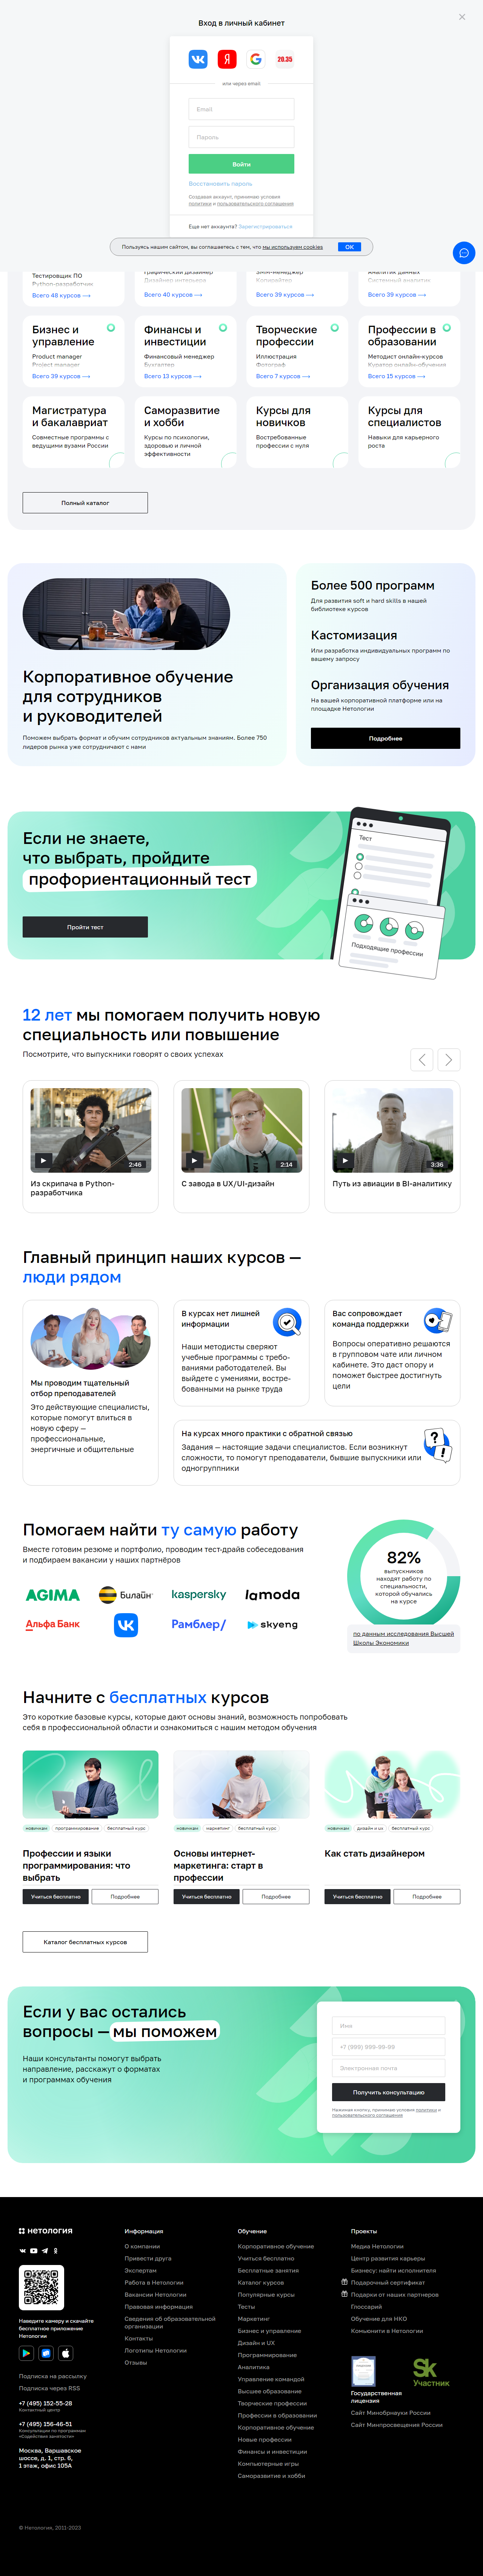 Вход в личный кабинет
20.35
или через email
Email
Пароль
Войти
Восстановить пароль
Создавая аккаунт, принимаю условия
политики и пользовательского соглашения
Еще нет аккаунта? Зарегистрироваться
Пользуясь нашим сайтом, вы соглашаетесь с тем, что мы используем cookies
OK
Тестировщик ПО
Python-разработчик
Всего 48 курсов
Графический дизайнер
Дизайнер интерьера
Всего 40 курсов
SMM-менеджер
Копирайтер
Всего 39 курсов
Аналитик данных
Системный аналитик
Всего 39 курсов
Бизнес и
управление
Product manager
Project manager
Всего 39 курсов
Финансы и
инвестиции
Финансовый менеджер
Бухгалтер
Всего 13 курсов
Творческие
профессии
Иллюстрация
Фотограф
Всего 7 курсов
Профессии в
образовании
Методист онлайн-курсов
Куратор онлайн-обучения
Всего 15 курсов
Магистратура
и бакалавриат
Совместные программы с
ведущими вузами России
Саморазвитие
и хобби
Курсы по психологии,
здоровью и личной
эффективности
Курсы для
новичков
Востребованные
профессии с нуля
Курсы для
специалистов
Навыки для карьерного
роста
Полный каталог
Корпоративное обучение
для сотрудников
и руководителей
Поможем выбрать формат и обучим сотрудников актуальным знаниям. Более 750
лидеров рынка уже сотрудничают с нами
Более 500 программ
Для развития soft и hard skills в нашей
библиотеке курсов
Кастомизация
Или разработка индивидуальных программ по
вашему запросу
Организация обучения
На вашей корпоративной платформе или на
площадке Нетологии
Подробнее
Если не знаете,
что выбрать, пройдите
профориентационный тест
Пройти тест
Тест
Подходящие профессии
12 лет мы помогаем получить новую
специальность или повышение
Посмотрите, что выпускники говорят о своих успехах
2:46
Из скрипача в Python-
разработчика
2:14
С завода в UX/UI-дизайн
3:36
Путь из авиации в BI-аналитику
Главный принцип наших курсов —
люди рядом
Мы проводим тщательный
отбор преподавателей
Это действующие специалисты,
которые помогут влиться в
новую сферу —
профессиональные,
энергичные и общительные
В курсах нет лишней
информации
Наши методисты сверяют
учебные программы с требо-
ваниями работодателей. Вы
выйдете с умениями, востре-
бованными на рынке труда
Вас сопровождает
команда поддержки
Вопросы оперативно решаются
в групповом чате или личном
кабинете. Это даст опору и
поможет быстрее достигнуть
цели
На курсах много практики с обратной связью
Задания — настоящие задачи специалистов. Если возникнут
сложности, то помогут преподаватели, бывшие выпускники или
одногруппники
Помогаем найти ту самую работу
Вместе готовим резюме и портфолио, проводим тест-драйв собеседования
и подбираем вакансии у наших партнёров
AGIMA
Билайн
kaspersky
lamoda
Альфа Банк
Рамблер/
skyeng
82%
выпускников
находят работу по
специальности,
которой обучались
на курсе
по данным исследования Высшей
Школы Экономики
Начните с бесплатных курсов
Это короткие базовые курсы, которые дают основы знаний, возможность попробовать
себя в профессиональной области и ознакомиться с нашим методом обучения
новичкам
программирование
бесплатный курс
Профессии и языки
программирования: что
выбрать
Учиться бесплатно
Подробнее
новичкам
маркетинг
бесплатный курс
Основы интернет-
маркетинга: старт в
профессии
Учиться бесплатно
Подробнее
новичкам
дизайн и ux
бесплатный курс
Как стать дизайнером
Учиться бесплатно
Подробнее
Каталог бесплатных курсов
Если у вас остались
вопросы — мы поможем
Наши консультанты помогут выбрать
направление, расскажут о форматах
и программах обучения
Имя
+7 (999) 999-99-99
Электронная почта
Получить консультацию
Нажимая кнопку, принимаю условия политики и
пользовательского соглашения
нетология
Наведите камеру и скачайте
бесплатное приложение
Нетологии
Подписка на рассылку
Подписка через RSS
+7 (495) 152-55-28
Контактный центр
+7 (495) 156-46-51
Консультации по программам
«Содействия занятости»
Москва, Варшавское
шоссе, д. 1, стр. 6,
1 этаж, офис 105А
Информация
О компании
Привести друга
Экспертам
Работа в Нетологии
Вакансии Нетологии
Правовая информация
Сведения об образовательной
организации
Контакты
Логотипы Нетологии
Отзывы
Обучение
Корпоративное обучение
Учиться бесплатно
Бесплатные занятия
Каталог курсов
Популярные курсы
Тесты
Маркетинг
Бизнес и управление
Дизайн и UX
Программирование
Аналитика
Управление командой
Высшее образование
Творческие профессии
Профессии в образовании
Корпоративное обучение
Новые профессии
Финансы и инвестиции
Компьютерные игры
Саморазвитие и хобби
Проекты
Медиа Нетологии
Центр развития карьеры
Бизнесу: найти исполнителя
Подарочный сертификат
Подарки от наших партнеров
Глоссарий
Обучение для НКО
Комьюнити в Нетологии
Государственная
лицензия
Sk
Участник
Сайт Минобрнауки России
Сайт Минпросвещения России
© Нетология, 2011-2023